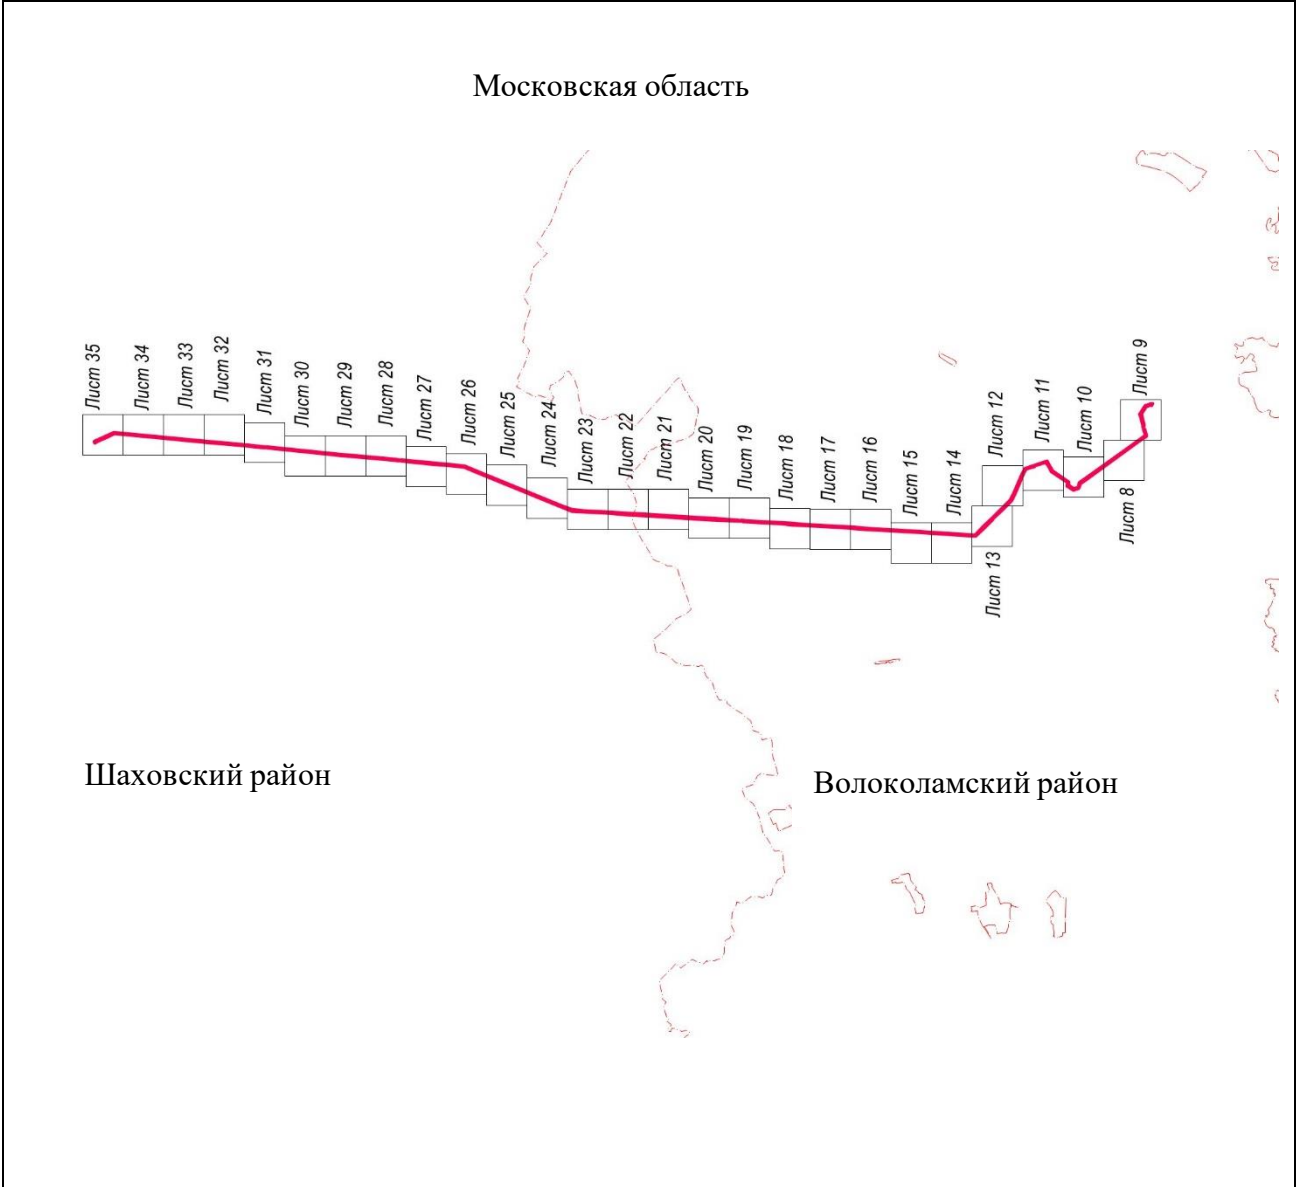 Московская область
Лист 35
Лист 34
Лист 33
Лист 32
Лист 31
Лист 30
Лист 29
Лист 28
Лист 27
Лист 26
Лист 25
Лист 24
Лист 23
Лист 22
Лист 21
Лист 20
Лист 19
Лист 18
Лист 17
Лист 16
Лист 15
Лист 14
Лист 13
Лист 12
Лист 11
Лист 10
Лист 8
Лист 9
Шаховский район
Волоколамский район